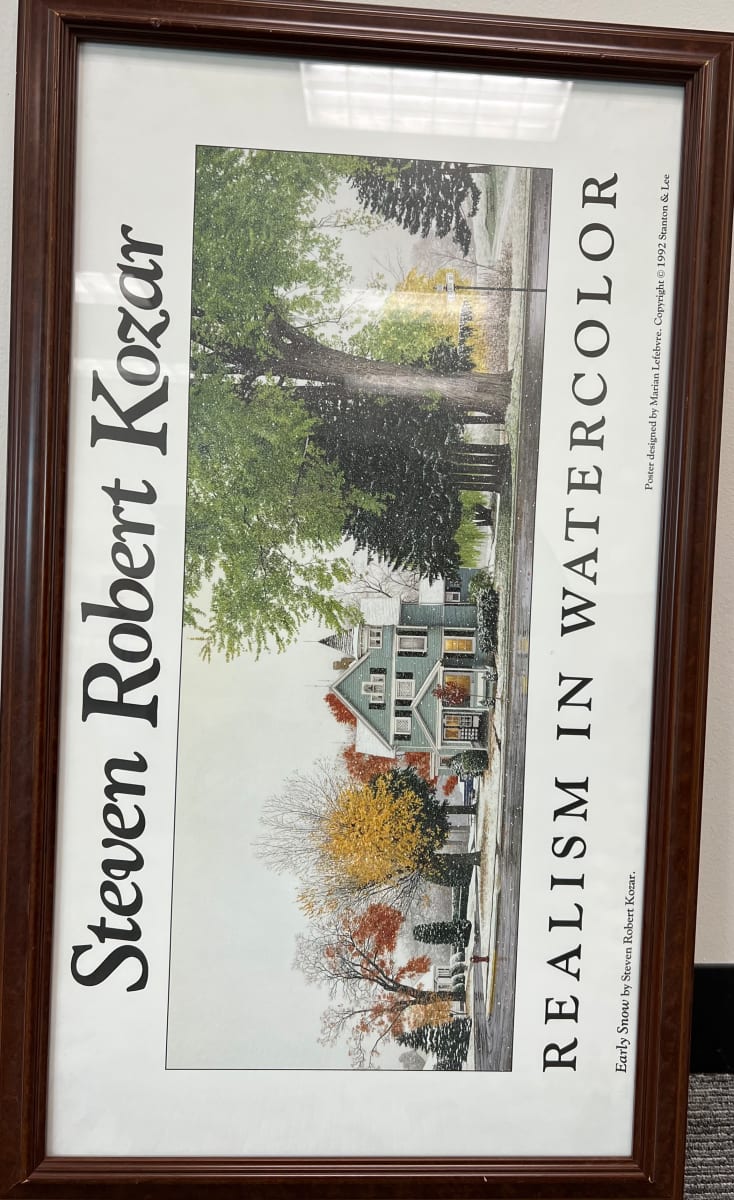 Steven Robert Kozar
REALISM IN WATERCOLOR
Early Snow by Steven Robert Kozar.
Poster designed by Marian Lefebvre. Copyright © 1992 Stanton & Lee